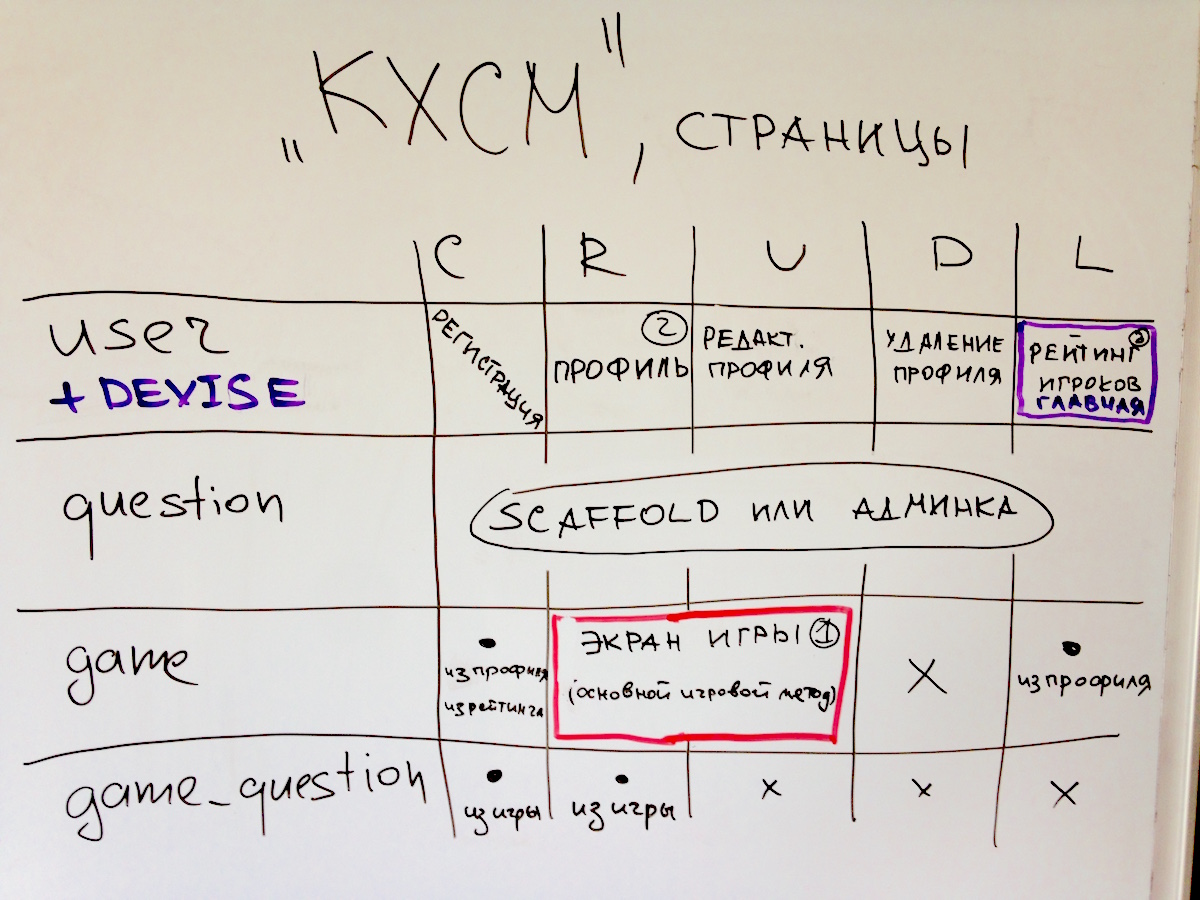 „КХСМ", СТРАНИЦЫ
C R U D L
user
+ DEVISE
РЕГИСТРАЦИЯ
2
ПРОФИЛЬ
РЕДАКТ.
ПРОФИЛЯ
УДАЛЕНИЕ
ПРОФИЛЯ
РЕЙТИНГ
ИГРОКОВ
ГЛАВНАЯ
question
SCAFFOLD ИЛИ АДМИНКА
game
из профиля
из рейтинга
ЭКРАН ИГРЫ 1
(основной игровой метод)
X
из профиля
game_question
из игры
из игры
x
x
x